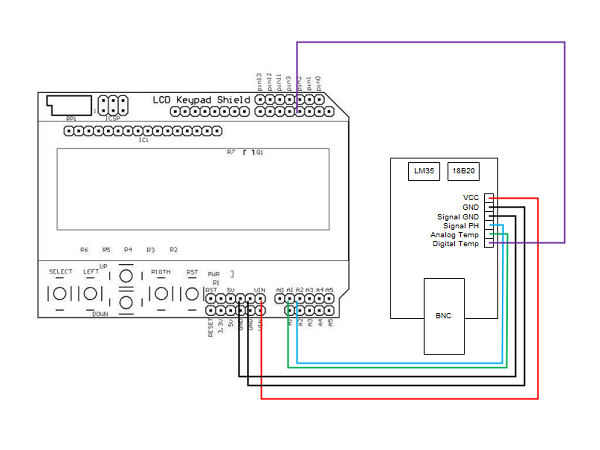 pin13
pin12
pin11
pin3
pin2
pin1
pin0
LCD Keypad Shield
RP1
1
ICSP
IC1
R7
Q1
LM35
18B20
VCC
GND
Signal GND
Signal PH
Analog Temp
Digital Temp
R6 R5 R4 R3 R2
SELECT LEFT UP RIGTH RST
PWR
R1
DOWN
RST 5V VIN A0 A1 A2 A3 A4 A5
RESET
3.3V
5V
GND
GND
VIN
A1
A2
A3
A4
A5
BNC